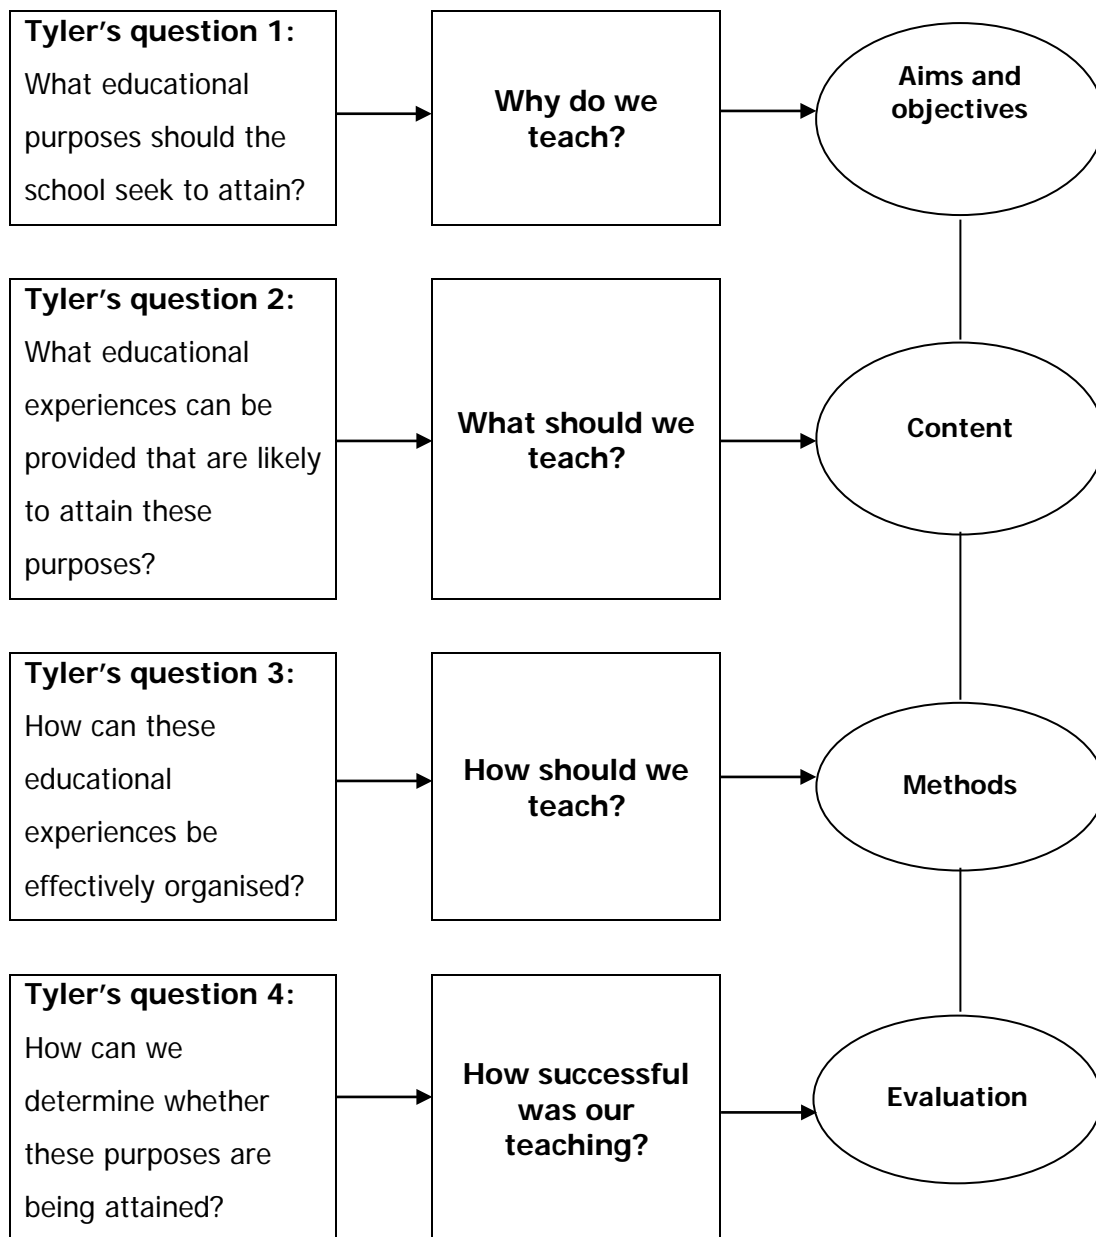 Tyler’s question 1:
What educational
purposes should the
school seek to attain?
Why do we
teach?
Aims and
objectives
Tyler’s question 2:
What educational
experiences can be
provided that are likely
to attain these
purposes?
What should we
teach?
Content
Tyler’s question 3:
How can these
educational
experiences be
effectively organised?
How should we
teach?
Methods
Tyler’s question 4:
How can we
determine whether
these purposes are
being attained?
How successful
was our
teaching?
Evaluation